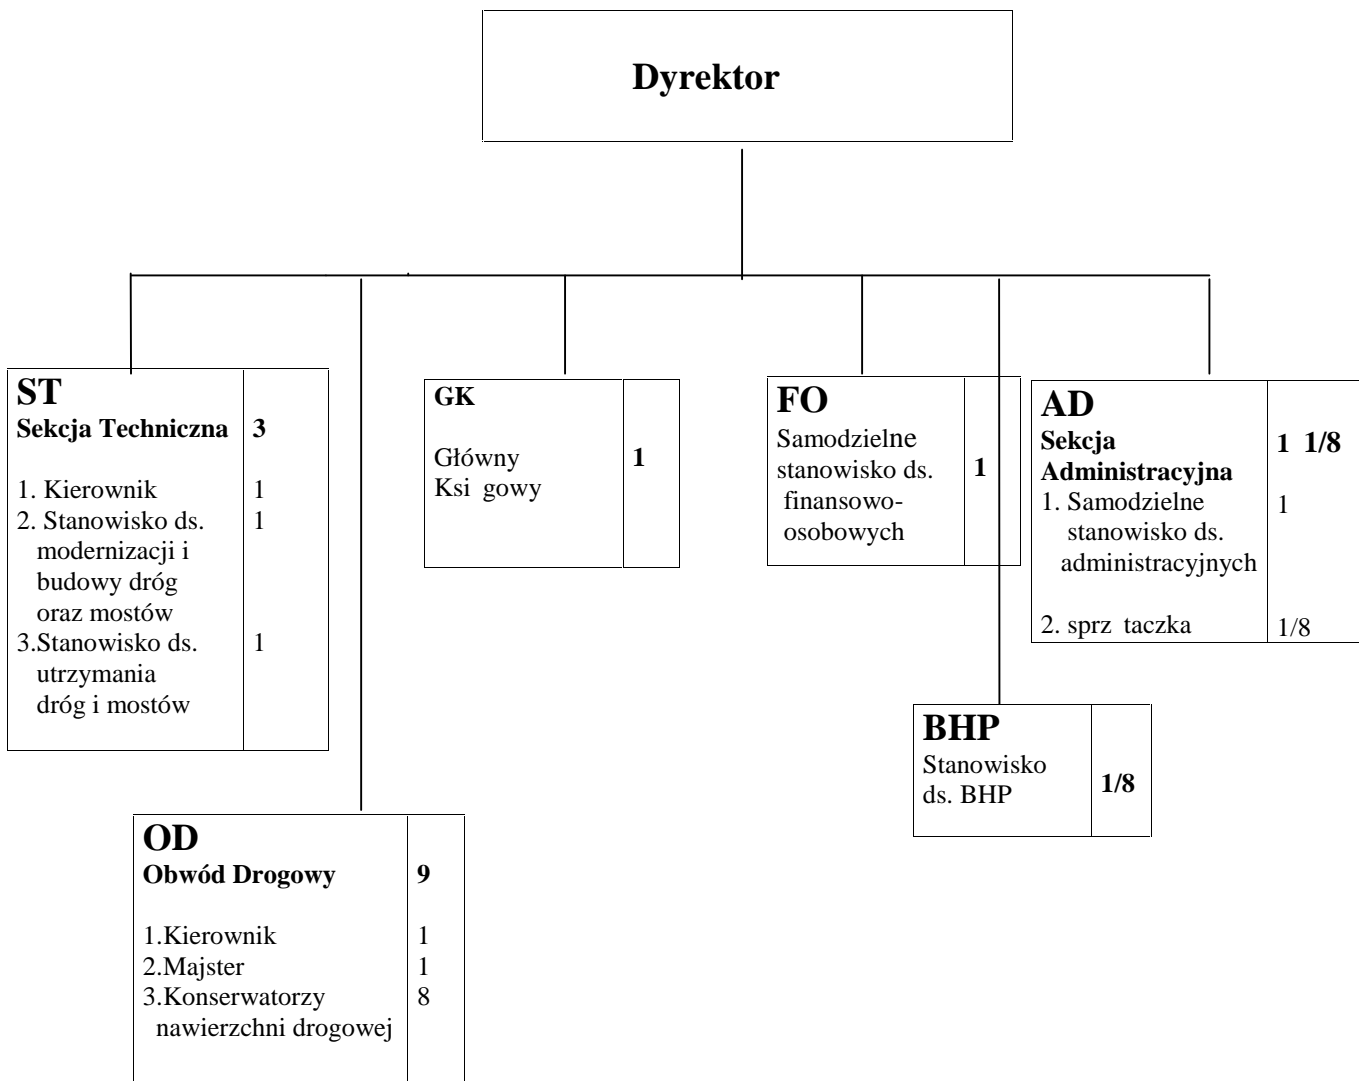 Dyrektor
ST
Sekcja Techniczna 3
1. Kierownik 1
2. Stanowisko ds. 1
modernizacji i
budowy dróg
oraz mostów
3.Stanowisko ds. 1
utrzymania
dróg i mostów
GK
Główny 1
Ksi gowy
FO
Samodzielne
stanowisko ds. 1
finansowo-
osobowych
AD
Sekcja 1 1/8
Administracyjna
1. Samodzielne 1
stanowisko ds.
administracyjnych
2. sprz taczka 1/8
BHP
Stanowisko
ds. BHP 1/8
OD
Obwód Drogowy 9
1.Kierownik 1
2.Majster 1
3.Konserwatorzy 8
nawierzchni drogowej